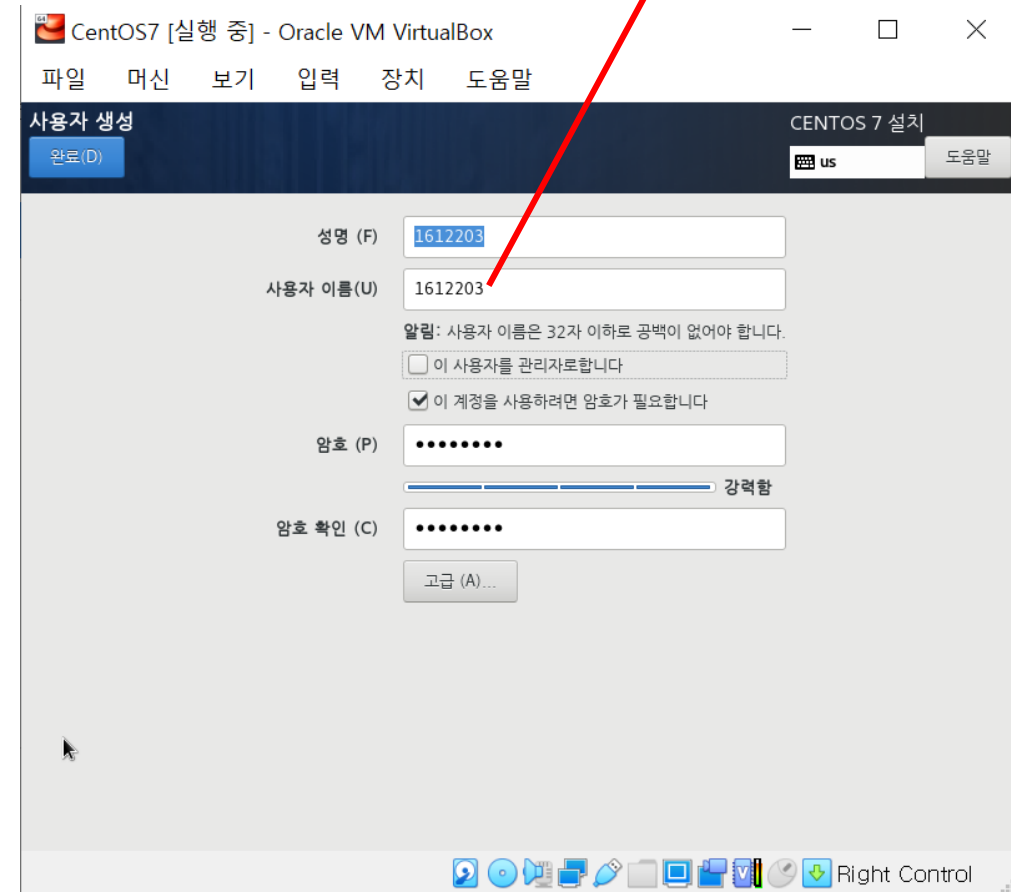 CentOS7 [실행 중] - Oracle VM VirtualBox
파일 머신 보기 입력 장치 도움말
사용자 생성
CENTOS 7 설치
완료(D)
us
도움말
성명 (F) 1612203
사용자 이름(U) 1612203
알림: 사용자 이름은 32자 이하로 공백이 없어야 합니다.
이 사용자를 관리자로합니다
이 계정을 사용하려면 암호가 필요합니다
암호 (P) ●●●●●●●●
강력함
암호 확인 (C) ●●●●●●●●
고급 (A)...
Right Control